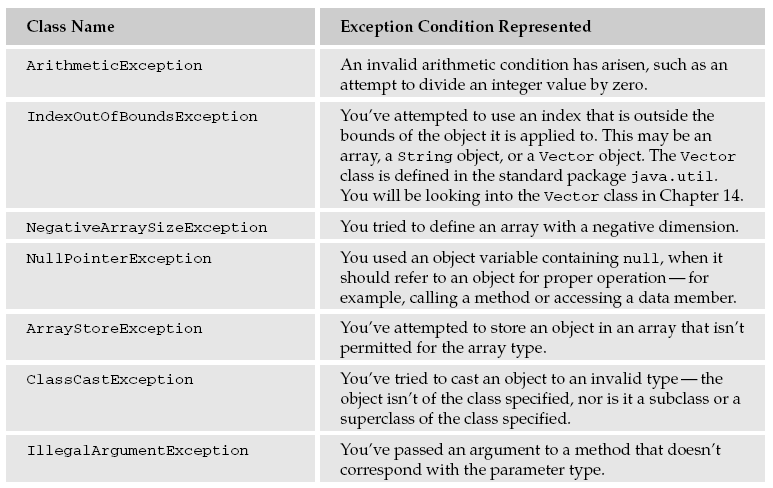 Class Name
Exception Condition Represented
ArithmeticException
An invalid arithmetic condition has arisen, such as an
attempt to divide an integer value by zero.
IndexOutOfBoundsException
You've attempted to use an index that is outside the
bounds of the object it is applied to. This may be an
array, a String object, or a Vector object. The Vector
class is defined in the standard package java.util.
You will be looking into the Vector class in Chapter 14.
NegativeArraySizeException
You tried to define an array with a negative dimension.
NullPointerException
You used an object variable containing null, when it
should refer to an object for proper operation — for
example, calling a method or accessing a data member.
ArrayStoreException
You've attempted to store an object in an array that isn't
permitted for the array type.
ClassCastException
You've tried to cast an object to an invalid type — the
object isn't of the class specified, nor is it a subclass or a
superclass of the class specified.
IllegalArgumentException
You've passed an argument to a method that doesn't
correspond with the parameter type.